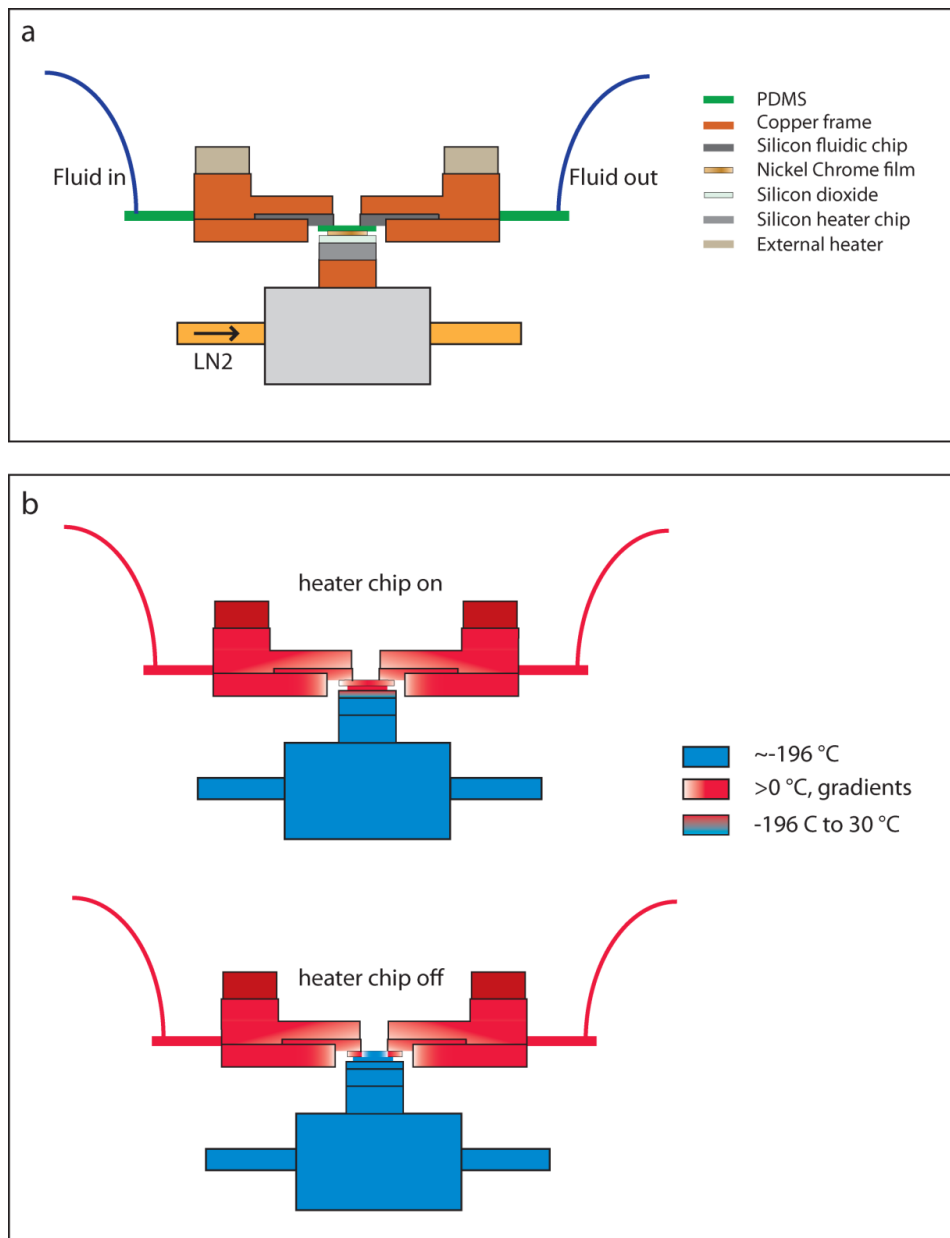 a
Fluid in
Fluid out
PDMS
Copper frame
Silicon fluidic chip
Nickel Chrome film
Silicon dioxide
Silicon heater chip
External heater
LN2
b
heater chip on
~-196 °C
>0 °C, gradients
-196 C to 30 °C
heater chip off